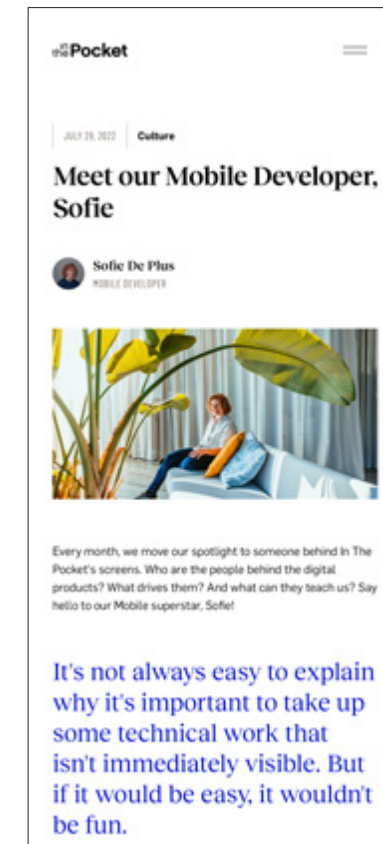 in the Pocket
JULY 29, 2022 Culture
Meet our Mobile Developer,
Sofie
Sofie De Plus
MOBILE DEVELOPER
Every month, we move our spotlight to someone behind In The
Pocket's screens. Who are the people behind the digital
products? What drives them? And what can they teach us? Say
hello to our Mobile superstar, Sofie!
It's not always easy to explain
why it's important to take up
some technical work that
isn't immediately visible. But
if it would be easy, it wouldn't
be fun.